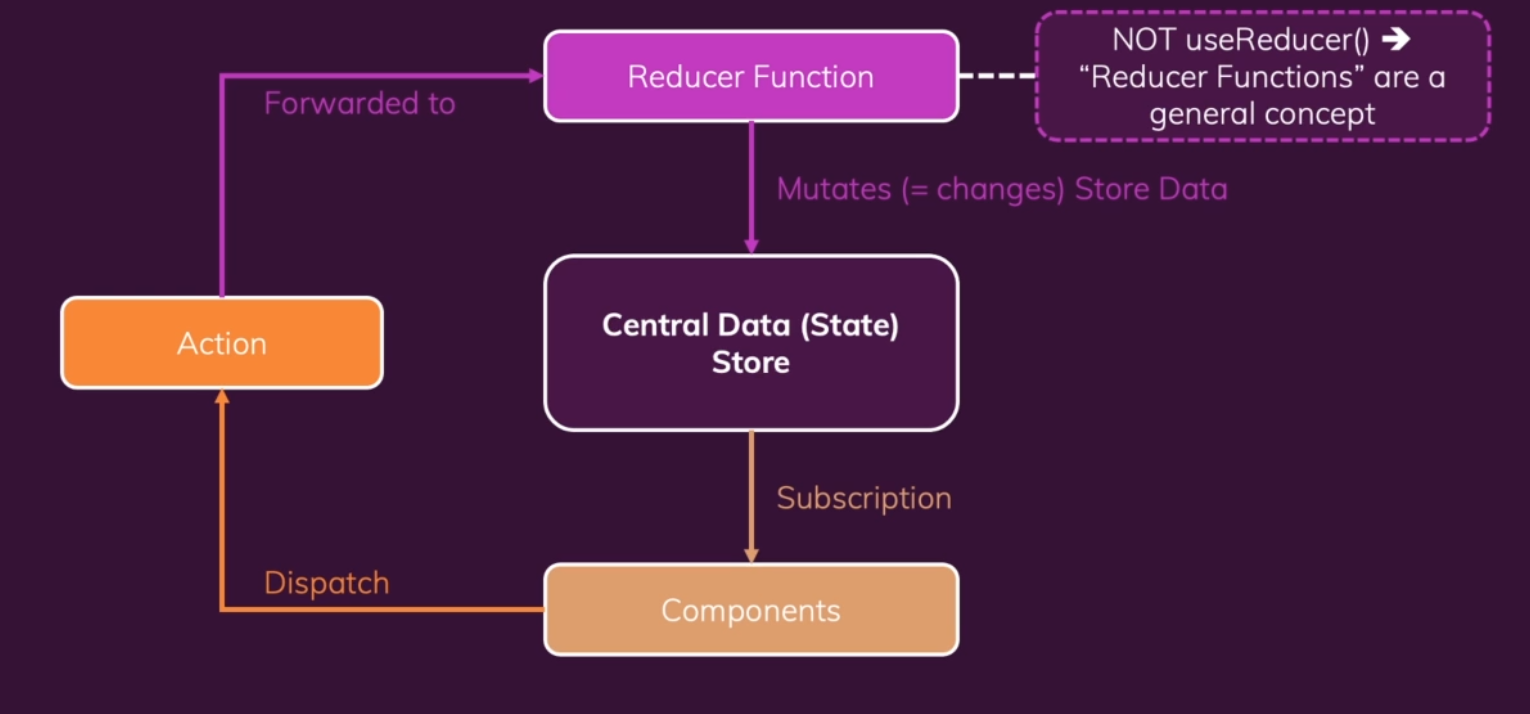 Reducer Function
NOT useReducer() ➔
“Reducer Functions” are a
general concept
Forwarded to
Mutates (= changes) Store Data
Action
Central Data (State)
Store
Subscription
Dispatch
Components